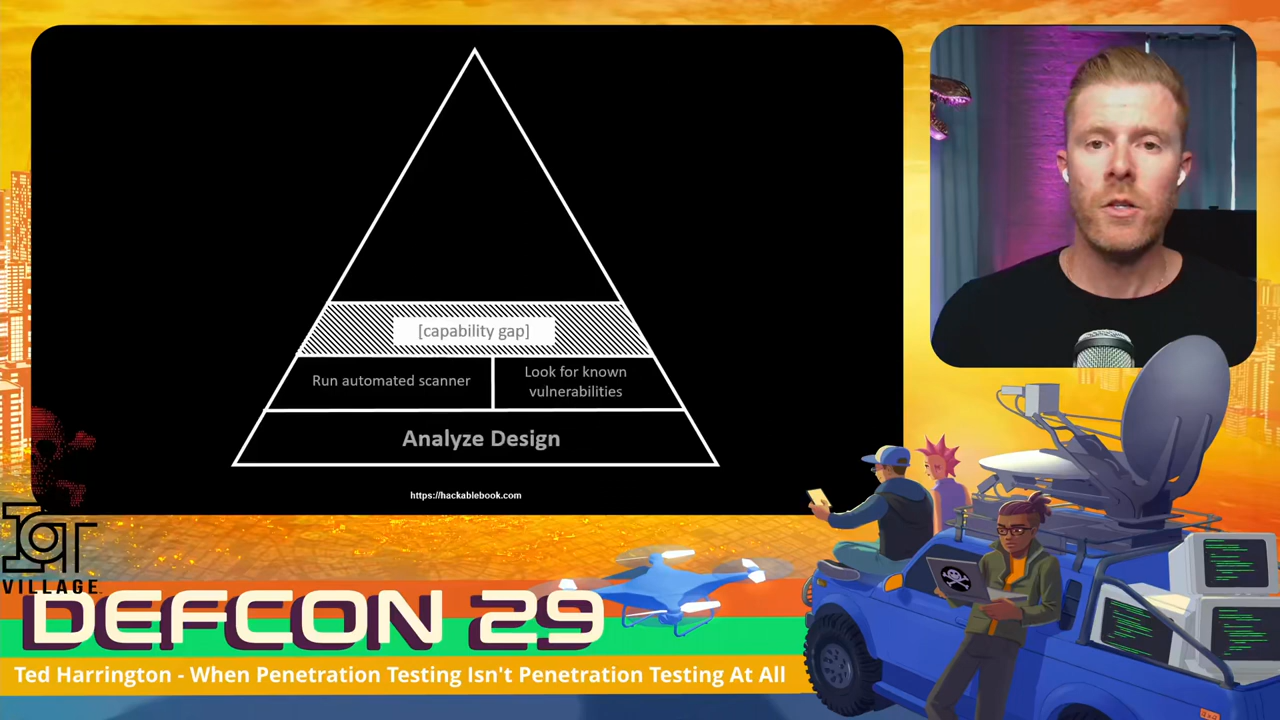 [capability gap]
Run automated scanner
Look for known
vulnerabilities
Analyze Design
https://hackablebook.com
IOT
VILLAGE
DEFCON 29
Ted Harrington - When Penetration Testing Isn't Penetration Testing At All